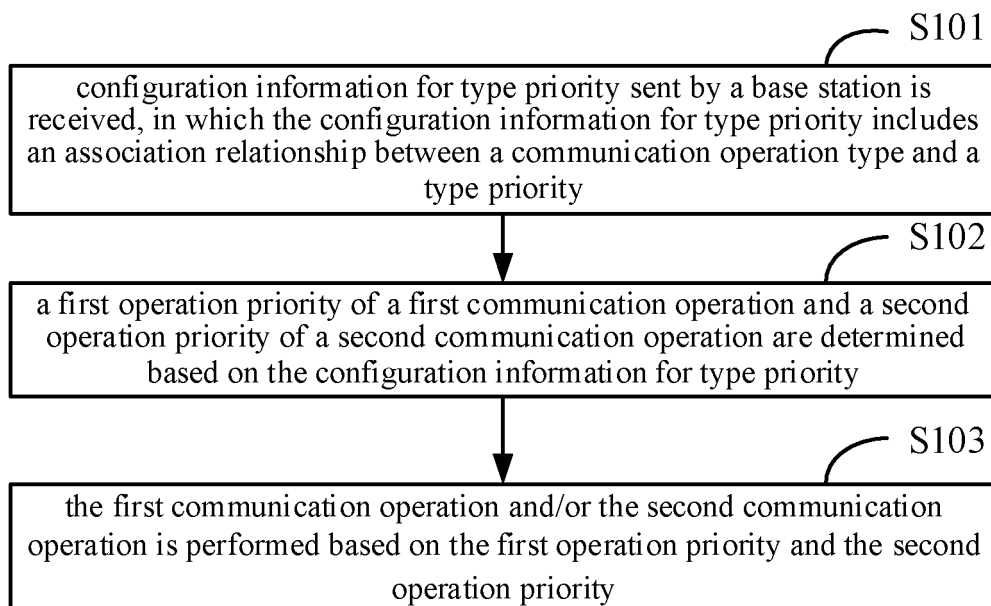 S101
configuration information for type priority sent by a base station is
received, in which the configuration information for type priority includes
an association relationship between a communication operation type and a
type priority
S102
a first operation priority of a first communication operation and a second
operation priority of a second communication operation are determined
based on the configuration information for type priority
S103
the first communication operation and/or the second communication
operation is performed based on the first operation priority and the second
operation priority